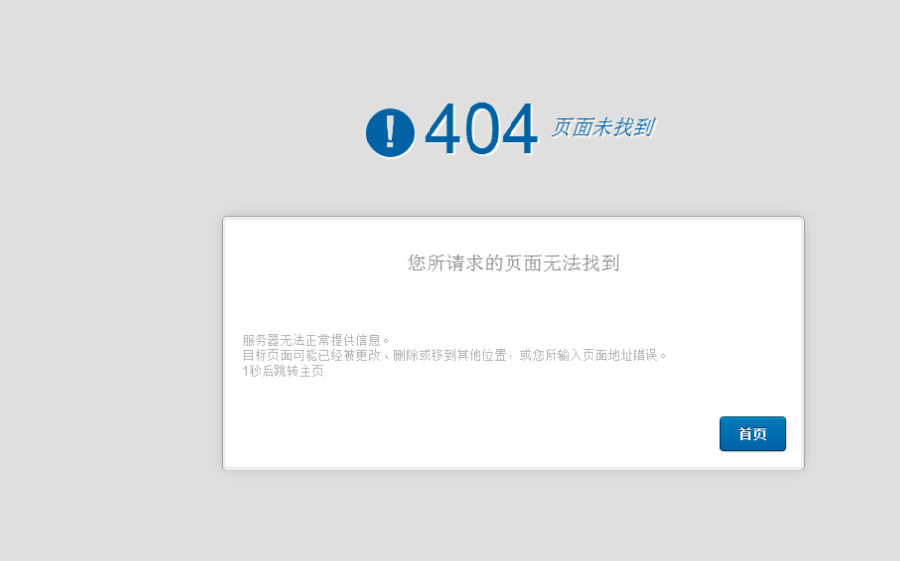 ! 404 页面未找到
您所请求的页面无法找到
服务器无法正常提供信息。
目标页面可能已经被更改、删除或移到其他位置，或您所输入页面地址错误。
1秒后跳转主页
首页